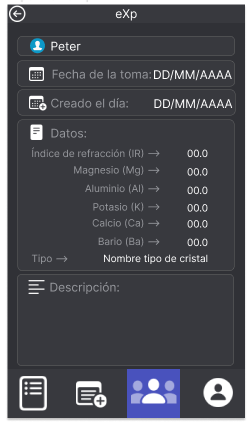 eXp
Peter
Fecha de la toma: DD/MM/AAAA
Creado el día: DD/MM/AAAA
Datos:
Índice de refracción (IR) → 00.0
Magnesio (Mg) → 00.0
Aluminio (Al) → 00.0
Potasio (K) → 00.0
Calcio (Ca) → 00.0
Bario (Ba) → 00.0
Tipo → Nombre tipo de cristal
Descripción: